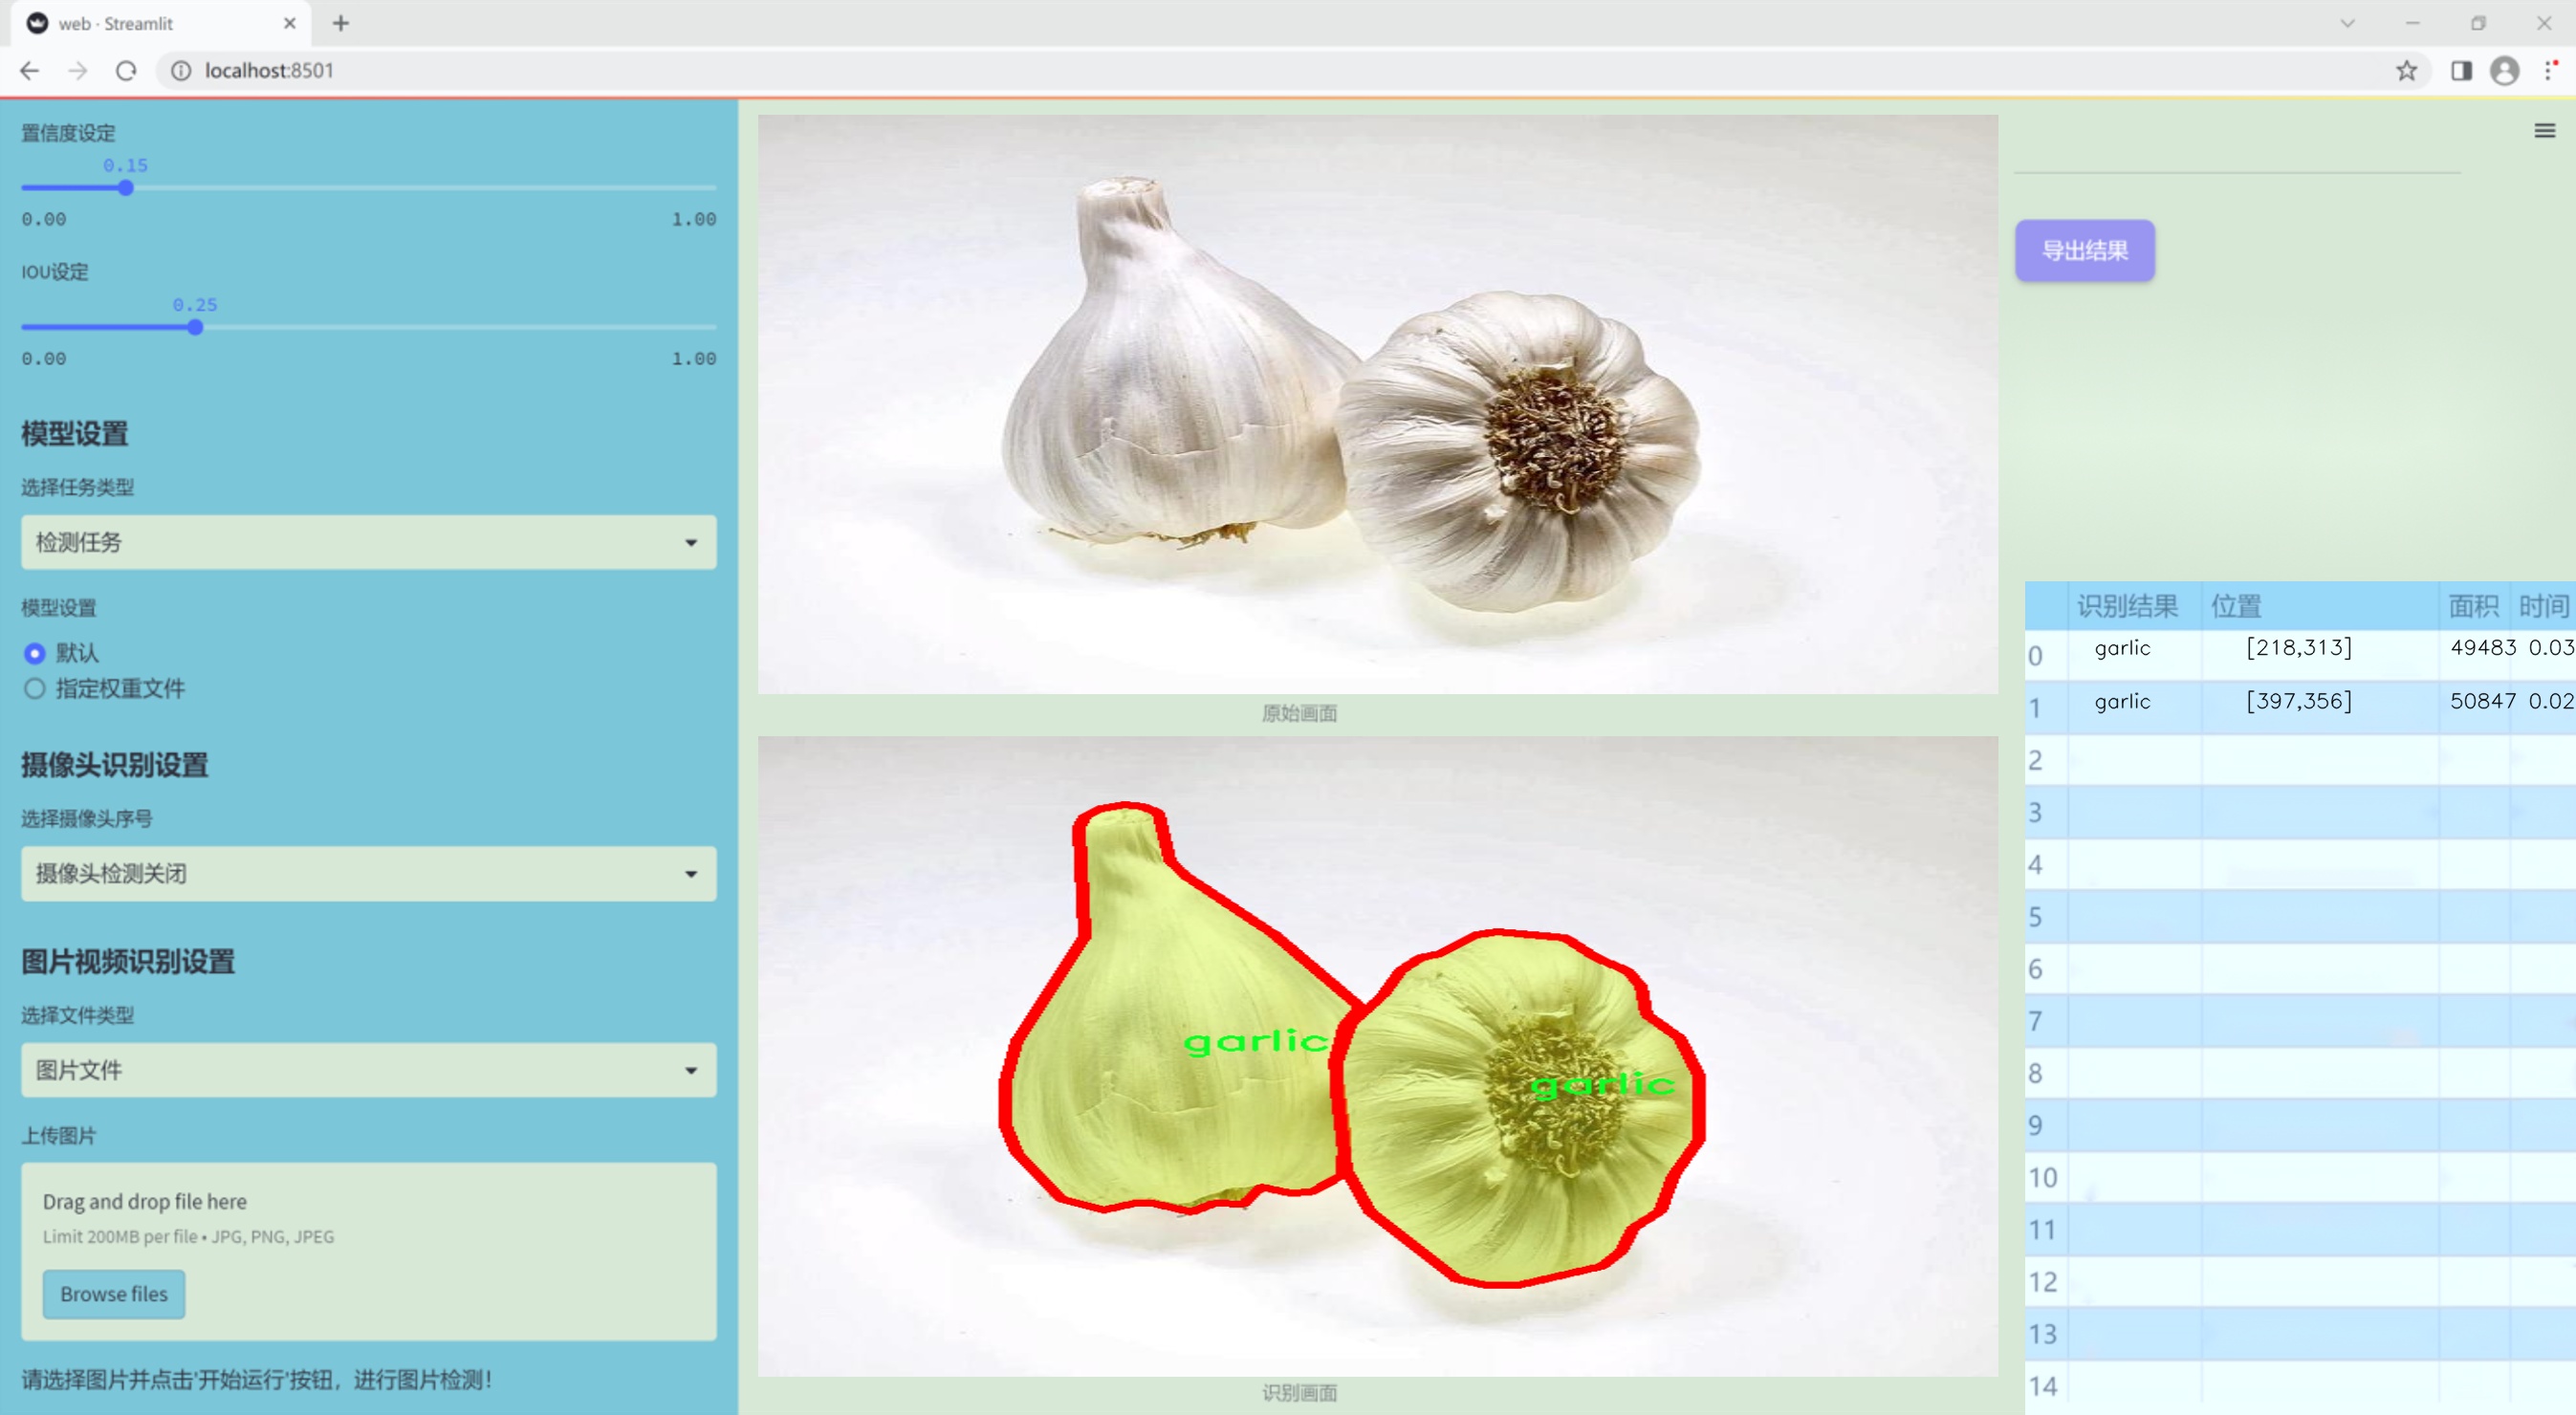 web · Streamlit
localhost:8501
置信度设定
0.15
0.00 1.00
IOU设定
0.25
0.00 1.00
模型设置
选择任务类型
检测任务
模型设置
默认
指定权重文件
摄像头识别设置
选择摄像头序号
摄像头检测关闭
图片视频识别设置
选择文件类型
图片文件
上传图片
Drag and drop file here
Limit 200MB per file • JPG, PNG, JPEG
Browse files
请选择图片并点击'开始运行'按钮，进行图片检测！
原始画面
garlic
garlic
识别画面
导出结果
识别结果 位置 面积 时间
0 garlic [218,313] 49483 0.03
1 garlic [397,356] 50847 0.02
2
3
4
5
6
7
8
9
10
11
12
13
14